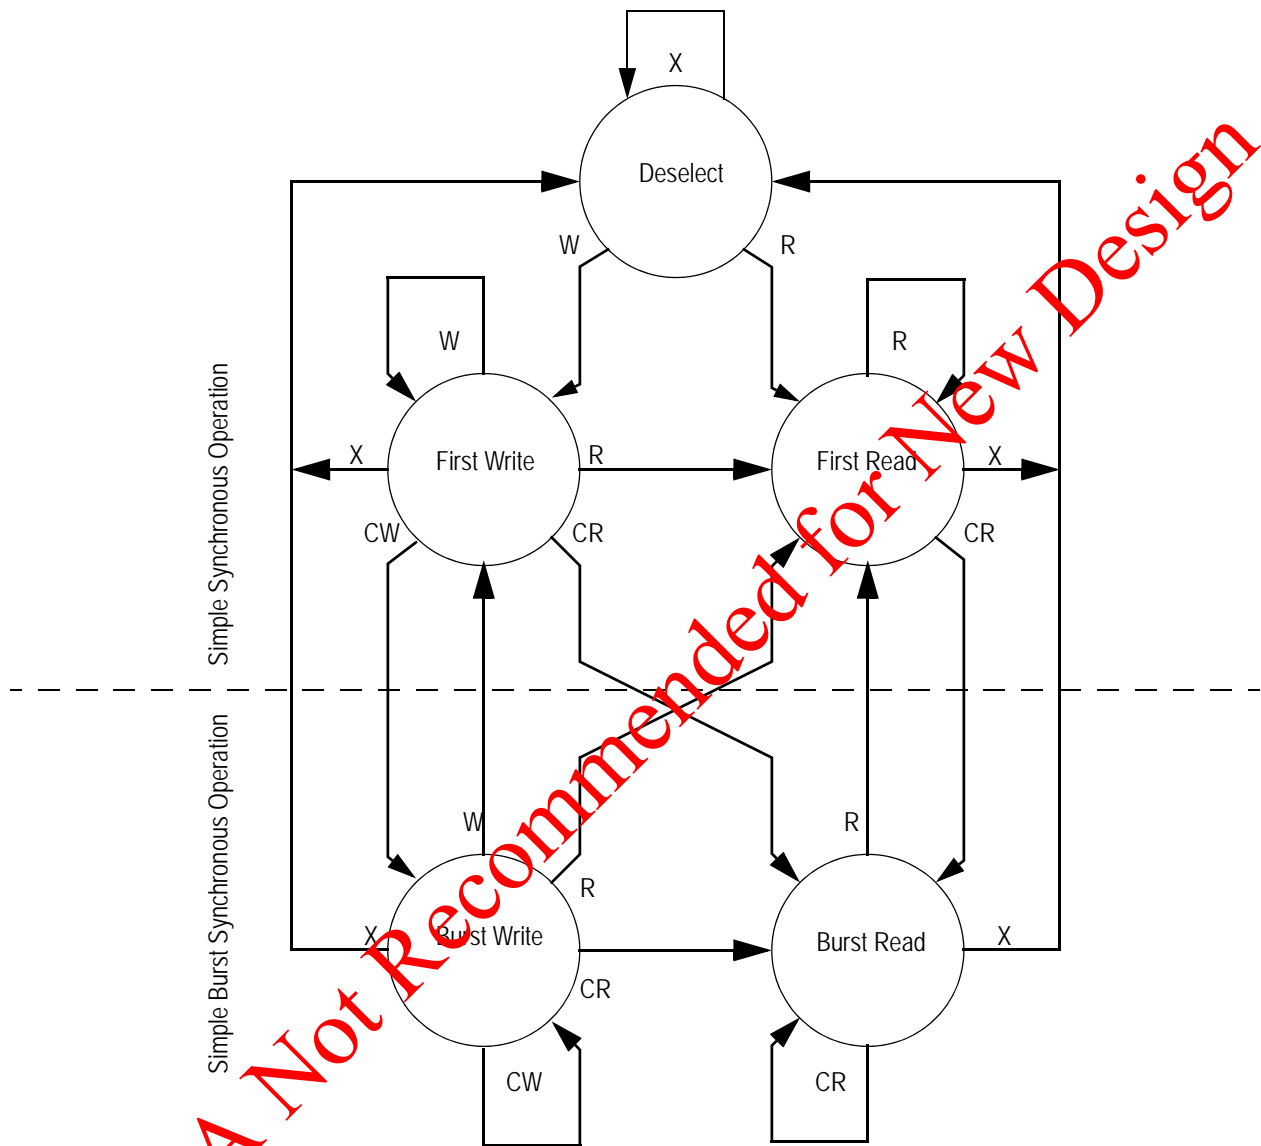 X
Deselect
W
R
W
R
Simple Synchronous Operation
X
First Write
R
First Read
X
CW
CR
CR
Simple Burst Synchronous Operation
W
R
R
X
Burst Write
Burst Read
X
CR
CW
CR
A Not Recommended for New Design